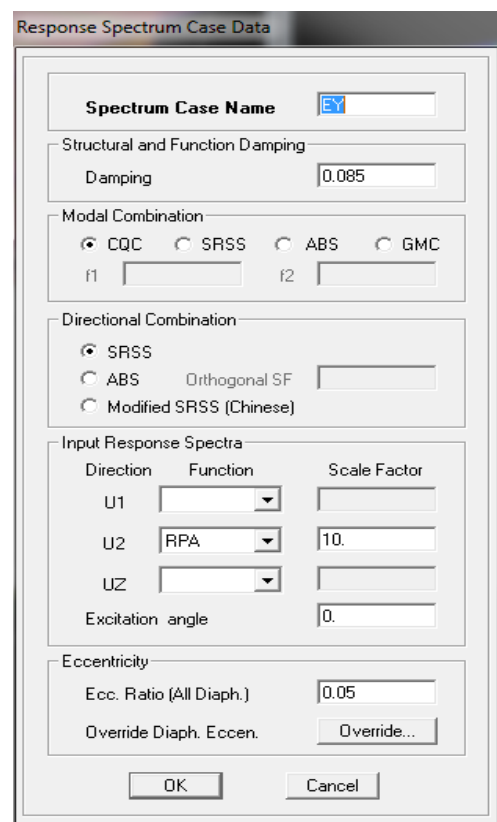 Response Spectrum Case Data
Spectrum Case Name EY
Structural and Function Damping
Damping 0.085
Modal Combination
CQC SRSS ABS GMC
f1 f2
Directional Combination
SRSS
ABS Orthogonal SF
Modified SRSS (Chinese)
Input Response Spectra
Direction Function Scale Factor
U1
U2 RPA 10.
UZ
Excitation angle 0.
Eccentricity
Ecc. Ratio (All Diaph.) 0.05
Override Diaph. Eccen. Override...
OK Cancel